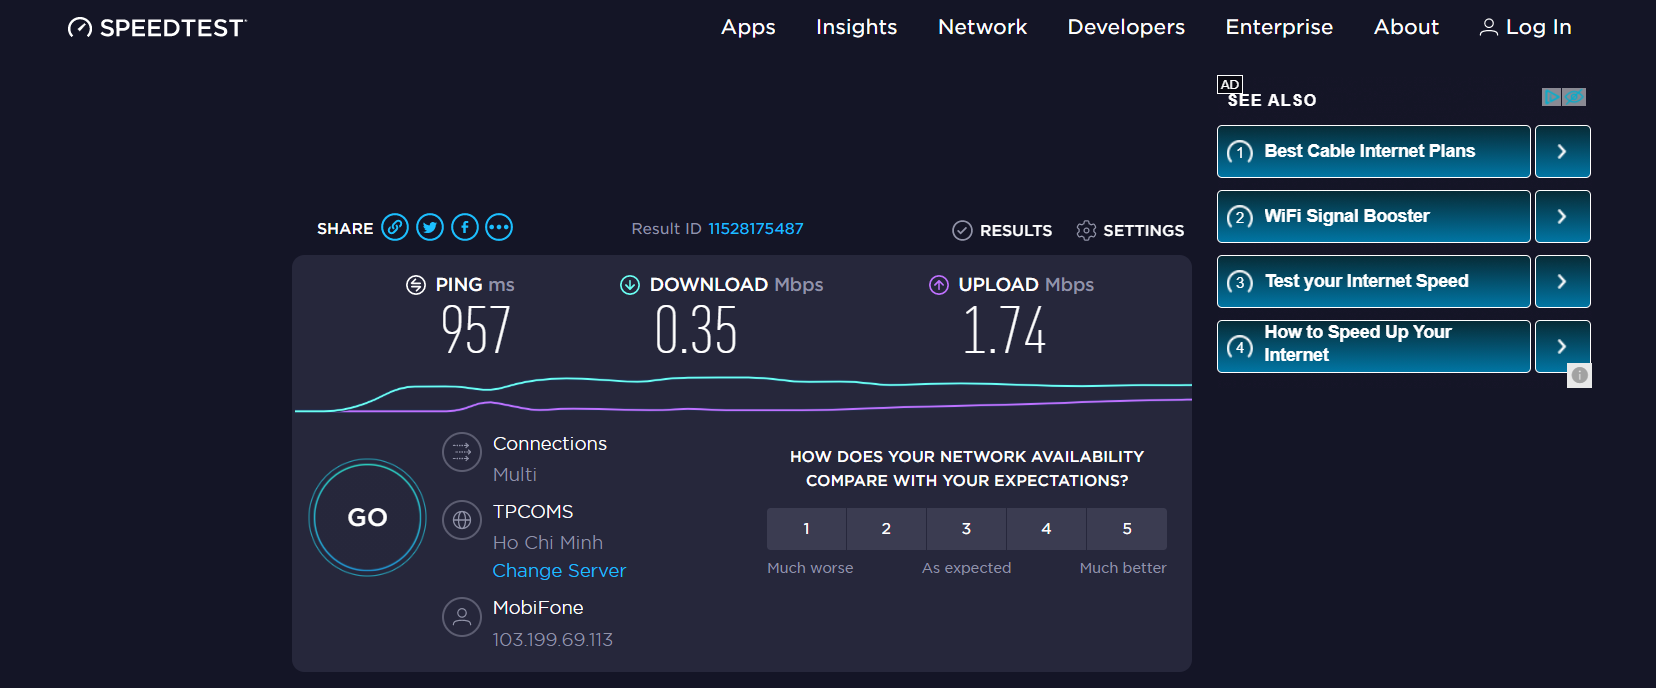 SPEEDTEST
Apps Insights Network Developers Enterprise About Log In
AD
SEE ALSO
1 Best Cable Internet Plans
2 WiFi Signal Booster
3 Test your Internet Speed
4 How to Speed Up Your
Internet
SHARE
Result ID 11528175487
RESULTS SETTINGS
PING ms DOWNLOAD Mbps UPLOAD Mbps
957 0.35 1.74
GO
Connections
Multi
TPCOMS
Ho Chi Minh
Change Server
MobiFone
103.199.69.113
HOW DOES YOUR NETWORK AVAILABILITY
COMPARE WITH YOUR EXPECTATIONS?
1 2 3 4 5
Much worse As expected Much better